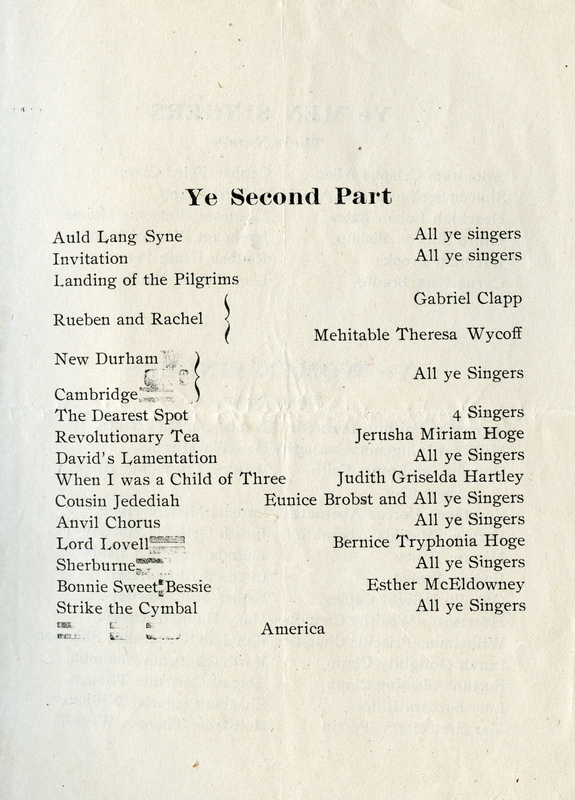 Ye Second Part
Auld Lang Syne All ye singers
Invitation All ye singers
Landing of the Pilgrims
Gabriel Clapp
Rueben and Rachel
Mehitable Theresa Wycoff
New Durham
All ye Singers
Cambridge
The Dearest Spot 4 Singers
Revolutionary Tea Jerusha Miriam Hoge
David's Lamentation All ye Singers
When I was a Child of Three Judith Griselda Hartley
Cousin Jedediah Eunice Brobst and All ye Singers
Anvil Chorus All ye Singers
Lord Lovell Bernice Tryphonia Hoge
Sherburne All ye Singers
Bonnie Sweet Bessie Esther McEldowney
Strike the Cymbal All ye Singers
America